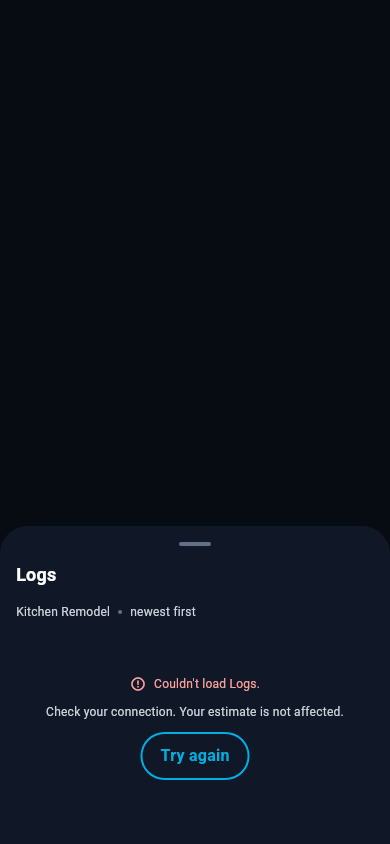 Logs
Kitchen Remodel • newest first
Couldn't load Logs.
Check your connection. Your estimate is not affected.
Try again